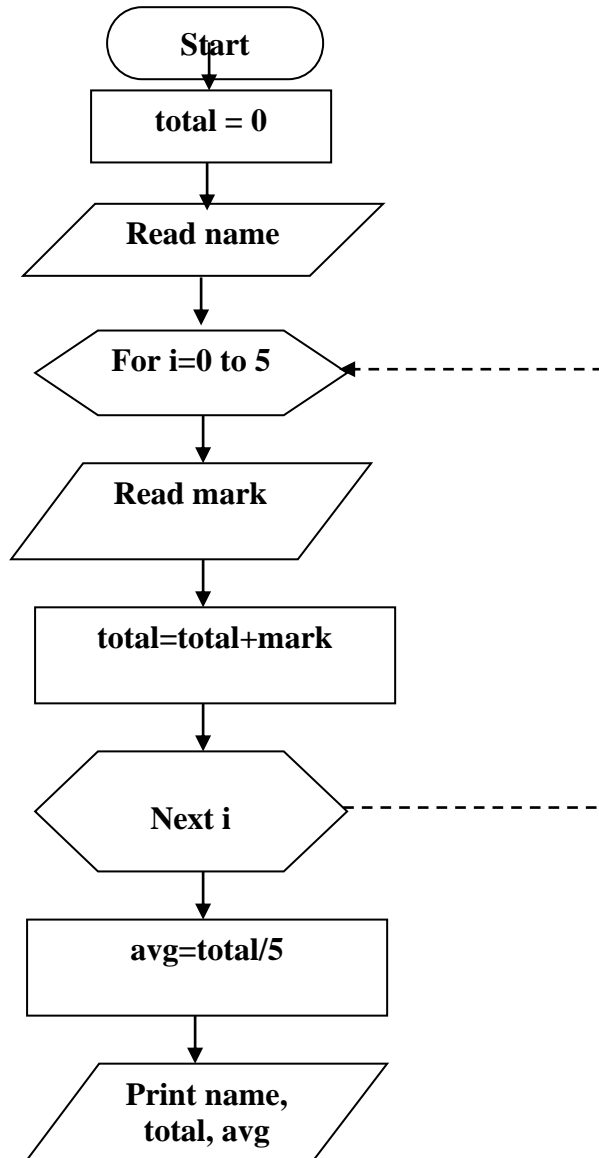 Start
total = 0
Read name
For i=0 to 5
Read mark
total=total+mark
Next i
avg=total/5
Print name,
total, avg